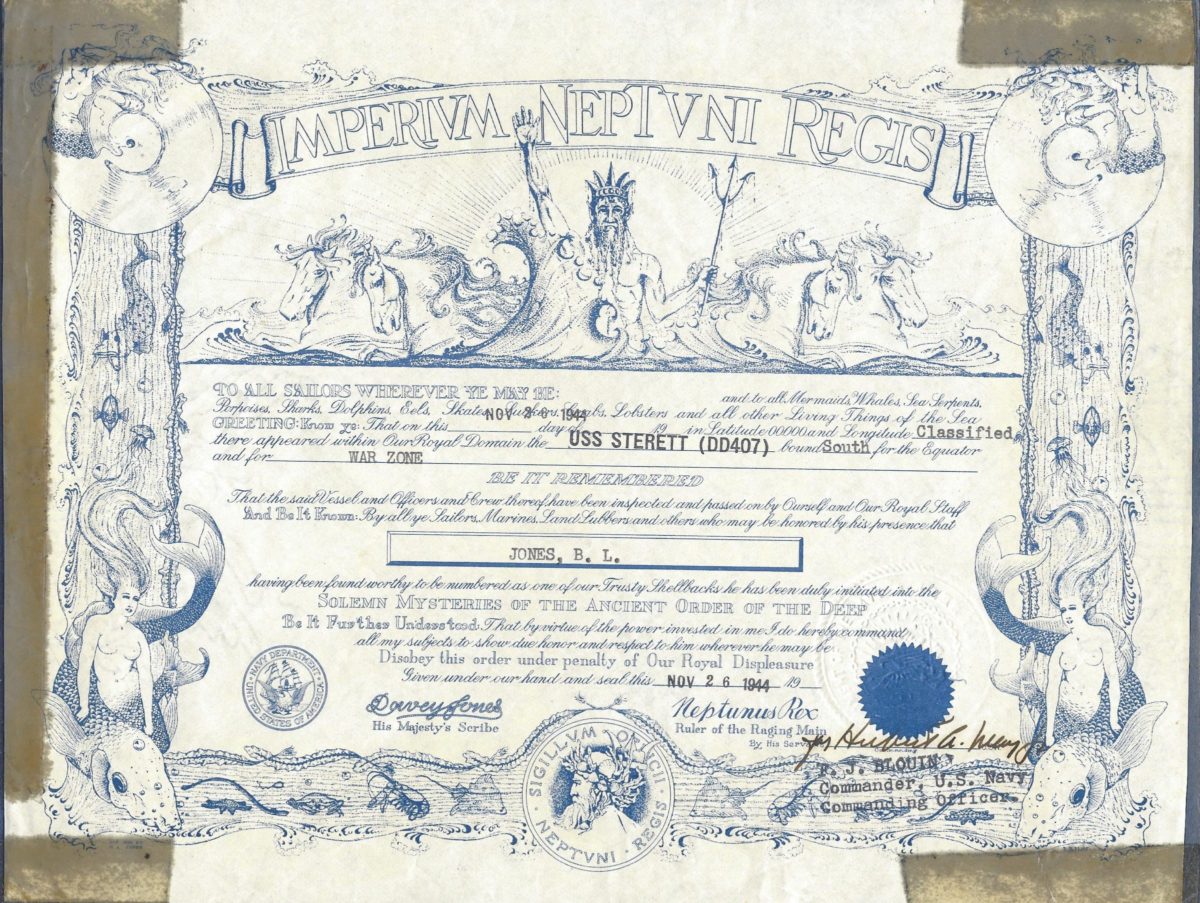 IMPERIVM NEPTVNI REGIS
TO ALL SAILORS WHEREVER YE MAY BE: and to all Mermaids, Whales, Sea Serpents,
Porpoises, Sharks, Dolphins, Eels, Skates, Suckers, Crabs, Lobsters and all other Living Things of the Sea
GREETING: Know ye: That on this NOV 26 1944 day of 19 in Latitude 00000 and Longitude Classified
there appeared within Our Royal Domain the USS STERETT (DD407) bound South for the Equator
and for WAR ZONE
BE IT REMEMBERED
That the said Vessel and Officers and Crew thereof have been inspected and passed on by Ourself and Our Royal Staff
And Be It Known: By all ye Sailors, Marines, Land Lubbers and others who may be honored by his presence that
JONES, B. L.
having been found worthy to be numbered as one of our Trusty Shellbacks he has been duly initiated into the
SOLEMN MYSTERIES OF THE ANCIENT ORDER OF THE DEEP
Be It Further Understood: That by virtue of the power invested in me I do hereby command
all my subjects to show due honor and respect to him wherever he may be
Disobey this order under penalty of Our Royal Displeasure
Given under our hand and seal this NOV 26 1944 19
NAVY DEPARTMENT
UNITED STATES OF AMERICA
Davey Jones
His Majesty's Scribe
Neptunus Rex
Ruler of the Raging Main
By His Servant
F. J. BLOUIN
Commander, U.S. Navy
Commanding Officer.
SIGILLVM OFFICII
NEPTVNI REGIS